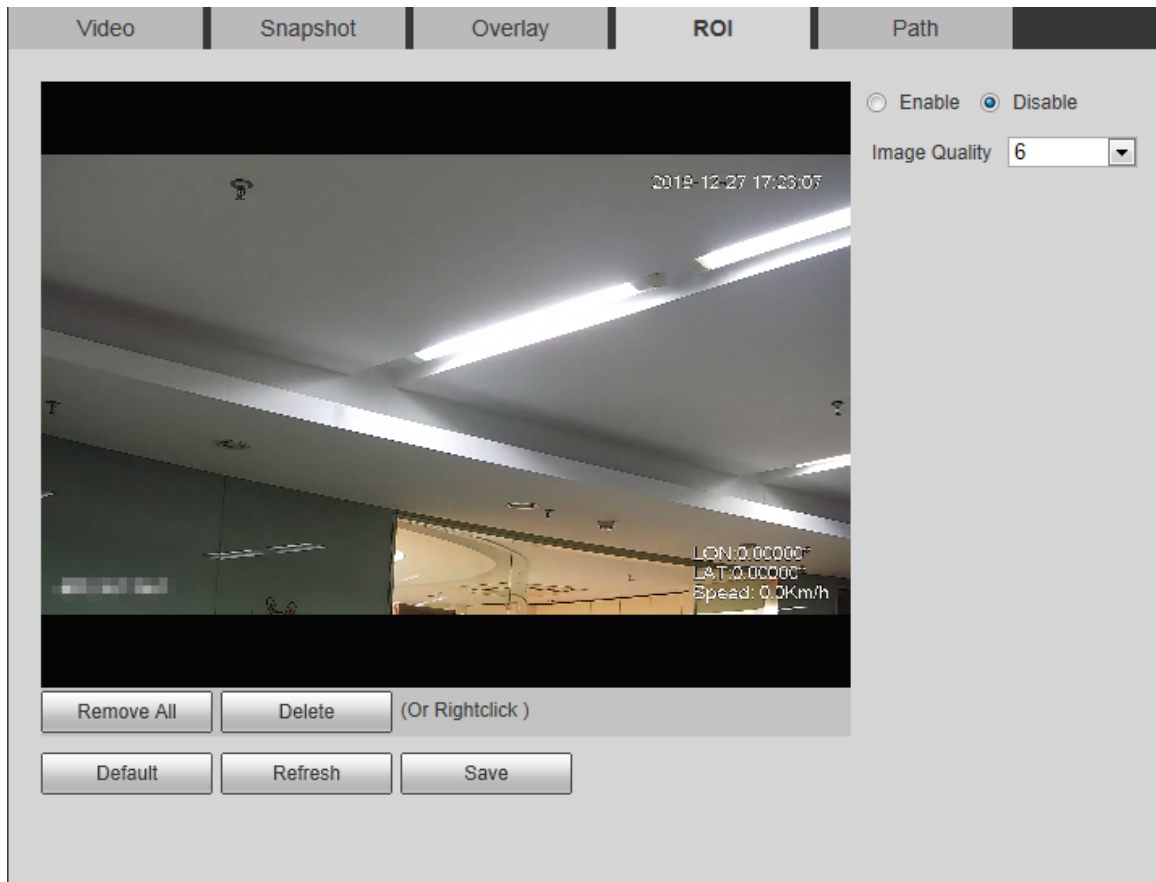 Video Snapshot Overlay ROI Path
Enable Disable
Image Quality 6
2019-12-27 17:23:07
LON:0.00000°
LAT:0.00000°
Speed: 0.0Km/h
Remove All Delete (Or Rightclick )
Default Refresh Save